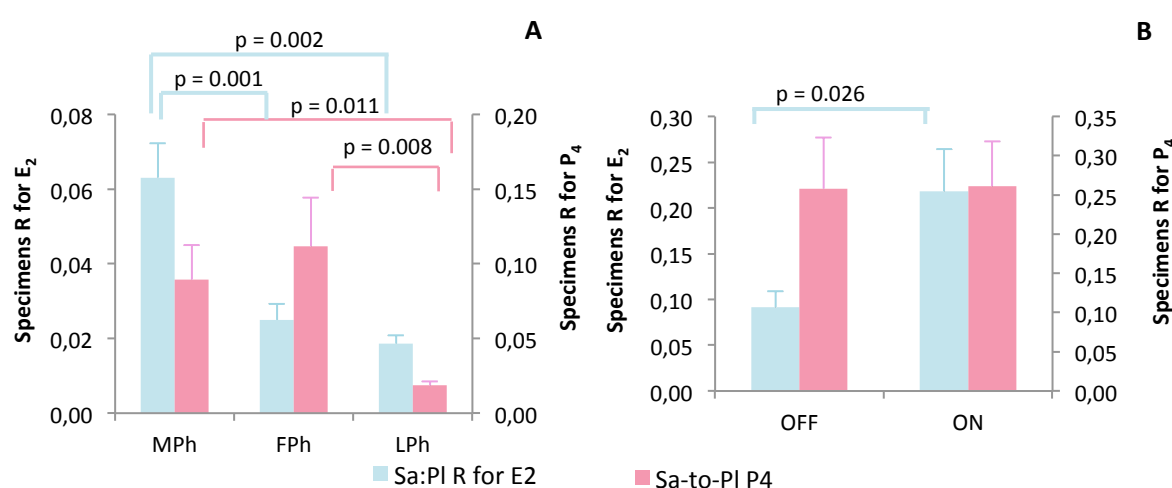 A
B
p = 0.002
p = 0.001
p = 0.011
p = 0.008
Specimens R for E2
0,08
0,06
0,04
0,02
0,00
0,20
0,15
0,10
0,05
0,00
Specimens R for P4
MPh FPh LPh
p = 0.026
Specimens R for E2
0,30
0,25
0,20
0,15
0,10
0,05
0,00
0,35
0,30
0,25
0,20
0,15
0,10
0,05
0,00
Specimens R for P4
OFF ON
Sa:Pl R for E2 Sa-to-Pl P4